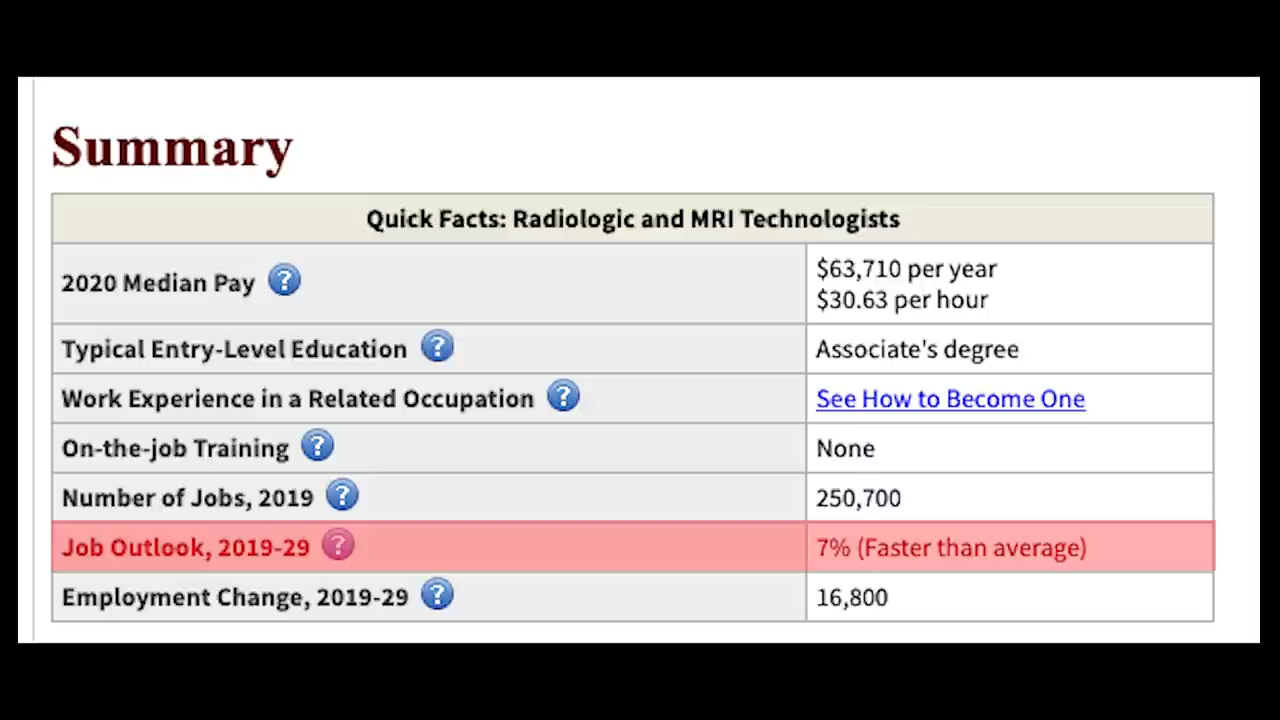 Summary
Quick Facts: Radiologic and MRI Technologists
2020 Median Pay ?
$63,710 per year
$30.63 per hour
Typical Entry-Level Education ?
Associate's degree
Work Experience in a Related Occupation ?
See How to Become One
On-the-job Training ?
None
Number of Jobs, 2019 ?
250,700
Job Outlook, 2019-29 ?
7% (Faster than average)
Employment Change, 2019-29 ?
16,800